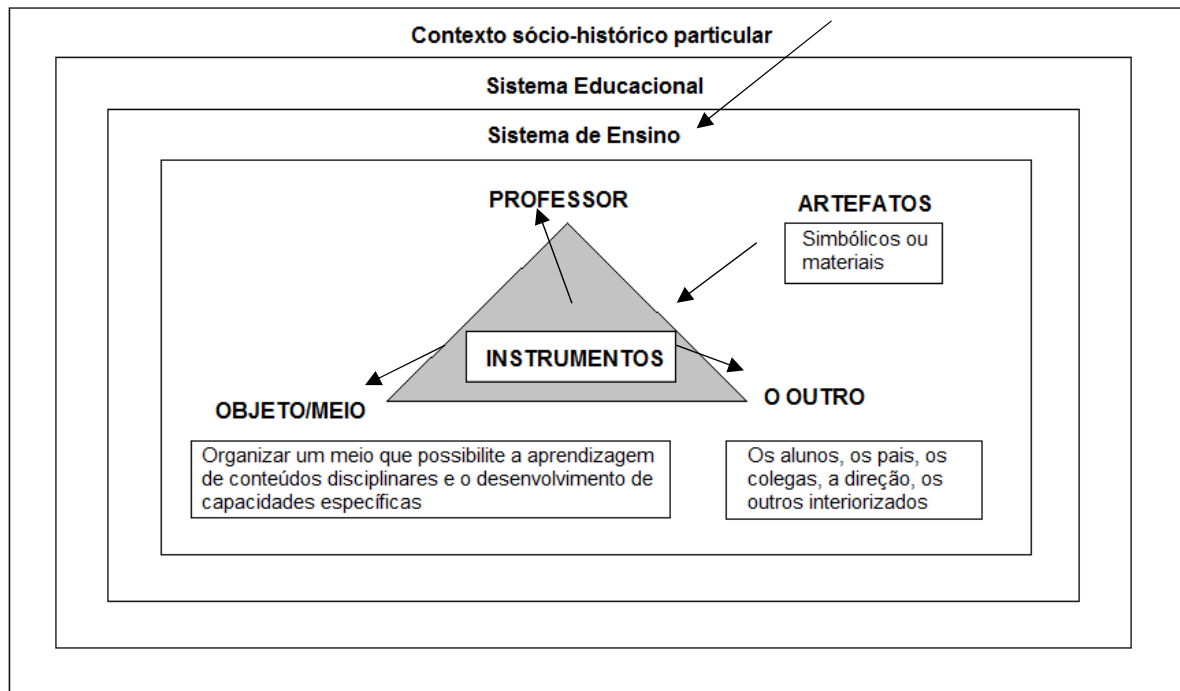 Contexto sócio-histórico particular
Sistema Educacional
Sistema de Ensino
PROFESSOR
ARTEFATOS
Simbólicos ou
materiais
INSTRUMENTOS
OBJETO/MEIO
O OUTRO
Organizar um meio que possibilite a aprendizagem
de conteúdos disciplinares e o desenvolvimento de
capacidades específicas
Os alunos, os pais, os
colegas, a direção, os
outros interiorizados